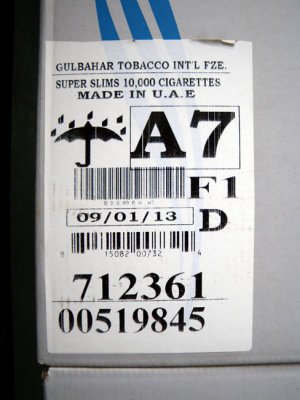 GULBAHAR TOBACCO INT'L FZE.
SUPER SLIMS 10,000 CIGARETTES
MADE IN U.A.E
A7
F1
09/01/13
D
8 15082 00732 4
712361
00519845